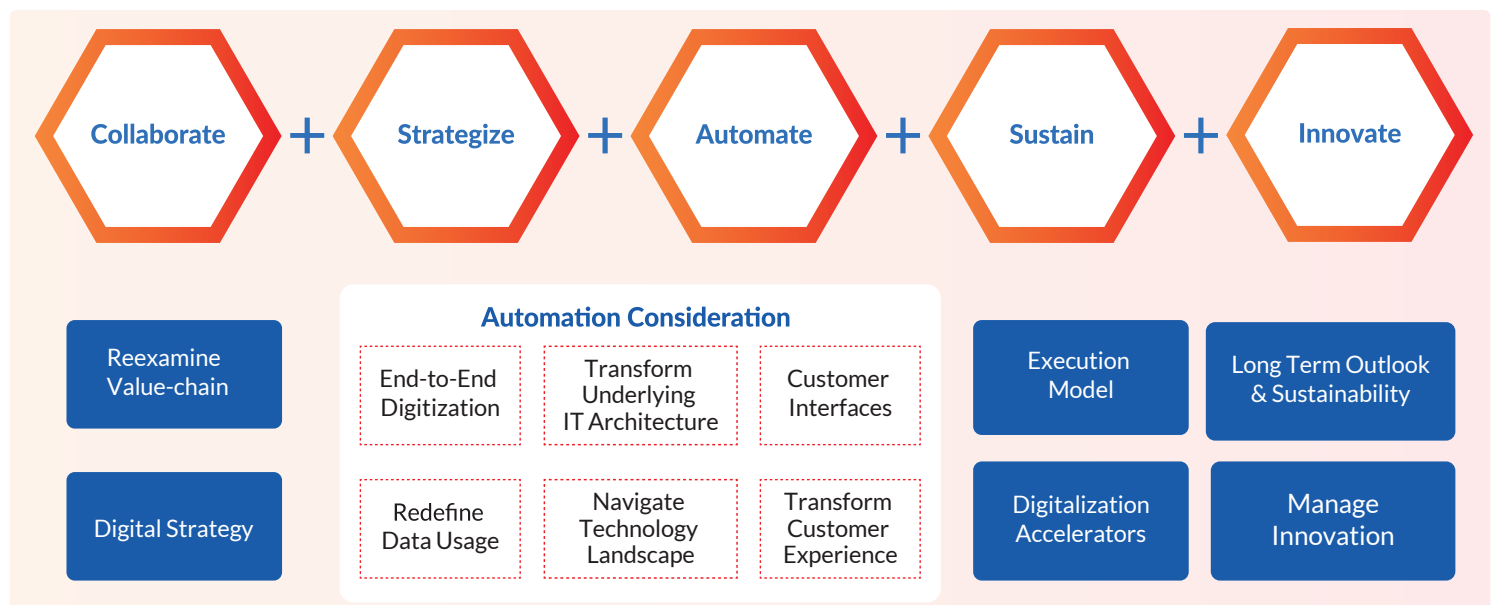 Collaborate
+
Strategize
+
Automate
+
Sustain
+
Innovate
Reexamine
Value-chain
Digital Strategy
Automation Consideration
End-to-End
Digitization
Transform
Underlying
IT Architecture
Customer
Interfaces
Redefine
Data Usage
Navigate
Technology
Landscape
Transform
Customer
Experience
Execution
Model
Long Term Outlook
& Sustainability
Digitalization
Accelerators
Manage
Innovation